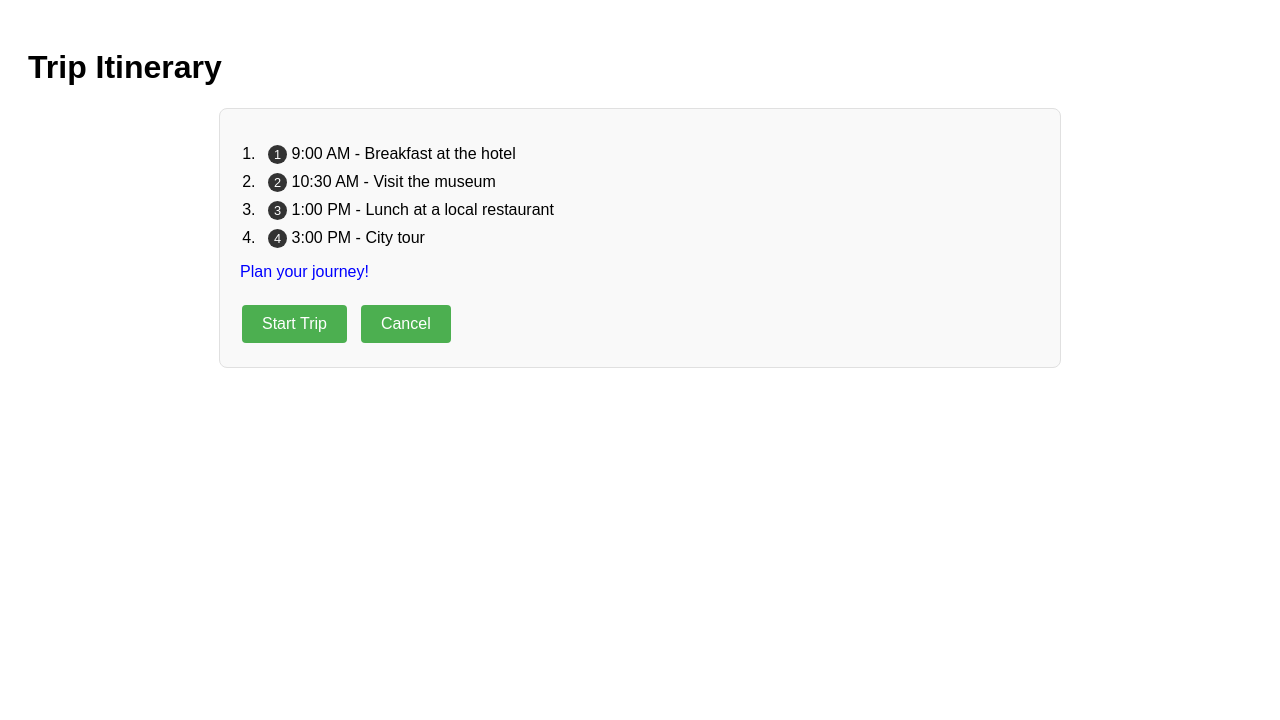 Trip Itinerary
1. 1 9:00 AM - Breakfast at the hotel
2. 2 10:30 AM - Visit the museum
3. 3 1:00 PM - Lunch at a local restaurant
4. 4 3:00 PM - City tour
Plan your journey!
Start Trip Cancel